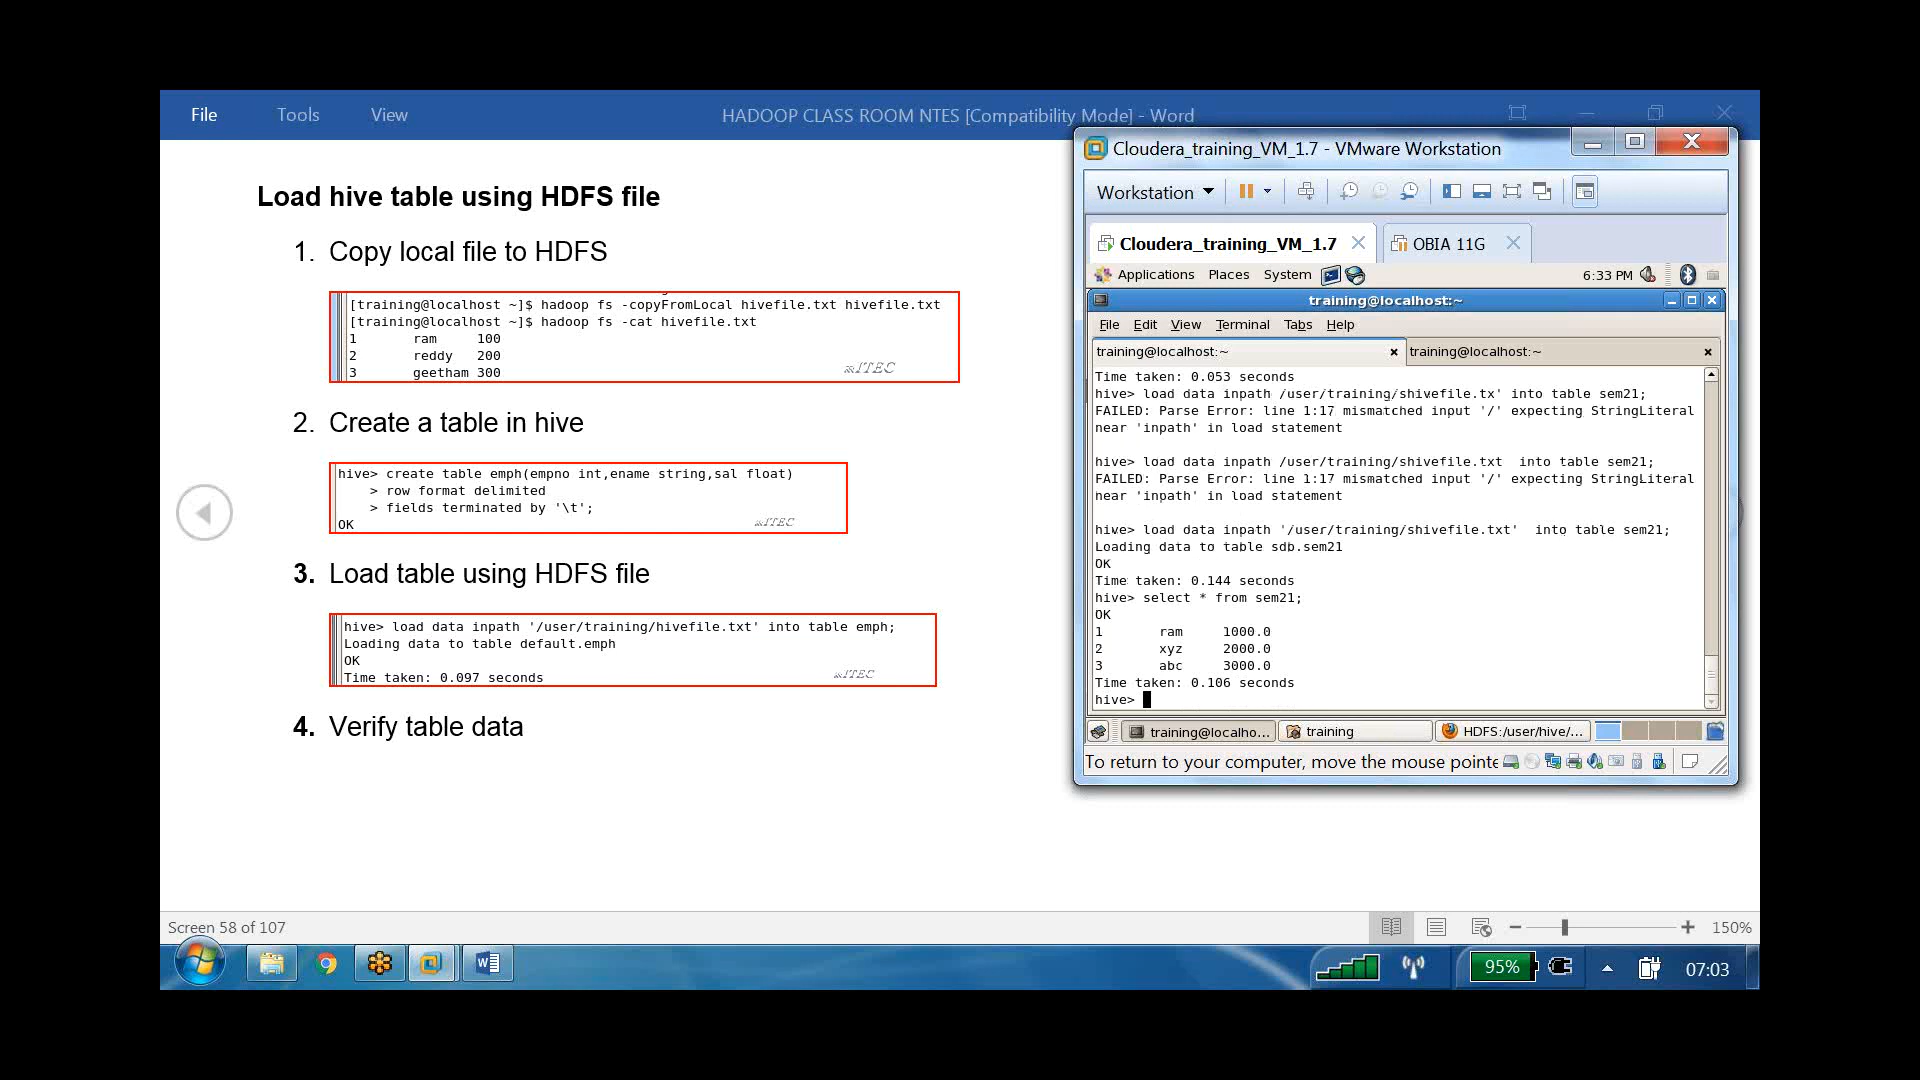 File Tools View HADOOP CLASS ROOM NTES [Compatibility Mode] - Word
Load hive table using HDFS file
1. Copy local file to HDFS
[training@localhost ~]$ hadoop fs -copyFromLocal hivefile.txt hivefile.txt
[training@localhost ~]$ hadoop fs -cat hivefile.txt
1 ram 100
2 reddy 200
3 geetham 300
ITEC
2. Create a table in hive
hive> create table emph(empno int,ename string,sal float)
> row format delimited
> fields terminated by '\t';
OK
ITEC
3. Load table using HDFS file
hive> load data inpath '/user/training/hivefile.txt' into table emph;
Loading data to table default.emph
OK
Time taken: 0.097 seconds
ITEC
4. Verify table data
Cloudera_training_VM_1.7 - VMware Workstation
Workstation
Cloudera_training_VM_1.7 OBIA 11G
Applications Places System 6:33 PM
training@localhost:~
File Edit View Terminal Tabs Help
training@localhost:~ training@localhost:~
Time taken: 0.053 seconds
hive> load data inpath /user/training/shivefile.tx' into table sem21;
FAILED: Parse Error: line 1:17 mismatched input '/' expecting StringLiteral
near 'inpath' in load statement
hive> load data inpath /user/training/shivefile.txt  into table sem21;
FAILED: Parse Error: line 1:17 mismatched input '/' expecting StringLiteral
near 'inpath' in load statement
hive> load data inpath '/user/training/shivefile.txt'  into table sem21;
Loading data to table sdb.sem21
OK
Time taken: 0.144 seconds
hive> select * from sem21;
OK
1 ram 1000.0
2 xyz 2000.0
3 abc 3000.0
Time taken: 0.106 seconds
hive>
training@localho... training HDFS:/user/hive/...
To return to your computer, move the mouse pointe
Screen 58 of 107 150%
95% 07:03